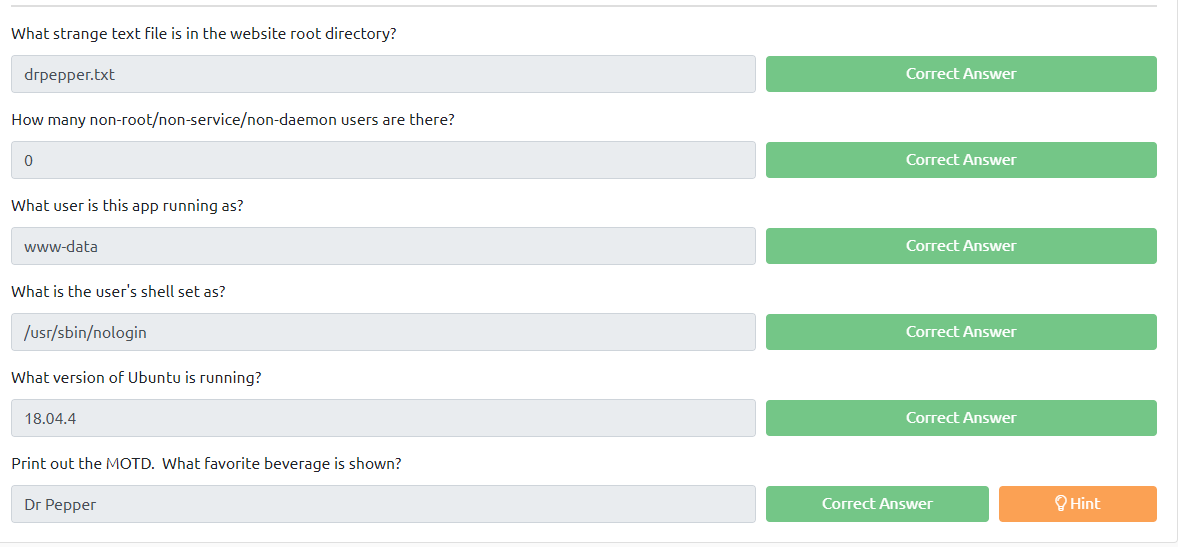 What strange text file is in the website root directory?
drpepper.txt
Correct Answer
How many non-root/non-service/non-daemon users are there?
0
Correct Answer
What user is this app running as?
www-data
Correct Answer
What is the user's shell set as?
/usr/sbin/nologin
Correct Answer
What version of Ubuntu is running?
18.04.4
Correct Answer
Print out the MOTD.  What favorite beverage is shown?
Dr Pepper
Correct Answer
Hint